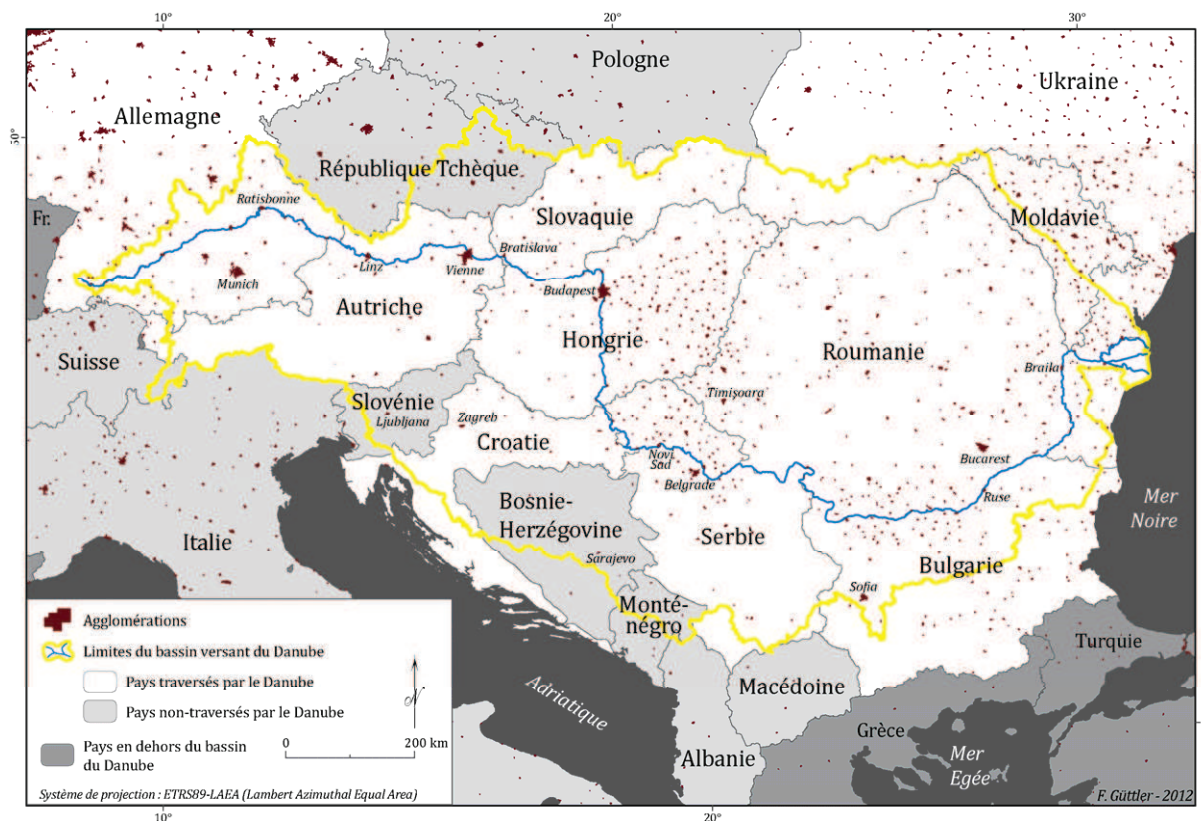 10°
20°
30°
Pologne
Ukraine
Allemagne
50°
République Tchèque
Ratisbonne
Slovaquie
Moldavie
Fr.
Bratislava
Linz
Vienne
Munich
Budapest
Autriche
Hongrie
Suisse
Roumanie
Braila
Timișoara
Slovénie
Ljubljana
Zagreb
Croatie
Novi
Sad
Bucarest
Belgrade
Ruse
Mer
Noire
Bosnie-
Herzégovine
Serbie
Italie
Sarajevo
Bulgarie
Sofia
Monté-
négro
Turquie
Macédoine
Adriatique
Grèce
Albanie
Mer
Egée
Agglomérations
Limites du bassin versant du Danube
Pays traversés par le Danube
Pays non-traversés par le Danube
N
0 200 km
Pays en dehors du bassin
du Danube
Système de projection : ETRS89-LAEA (Lambert Azimuthal Equal Area)
F. Güttler - 2012
10°
20°